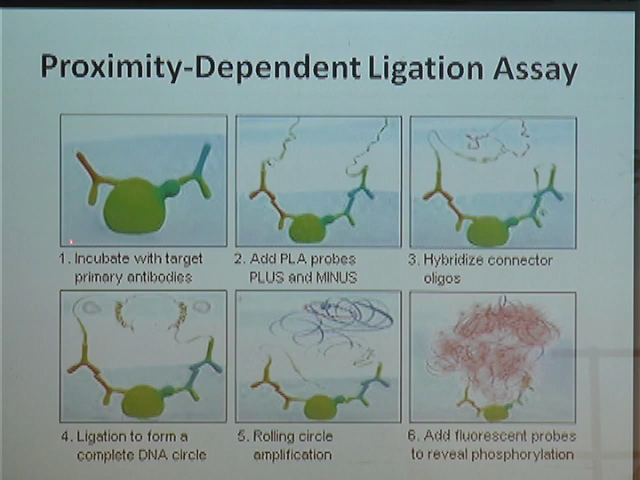 Proximity-Dependent Ligation Assay
1. Incubate with target
primary antibodies
2. Add PLA probes
PLUS and MINUS
3. Hybridize connector
oligos
4. Ligation to form a
complete DNA circle
5. Rolling circle
amplification
6. Add fluorescent probes
to reveal phosphorylation